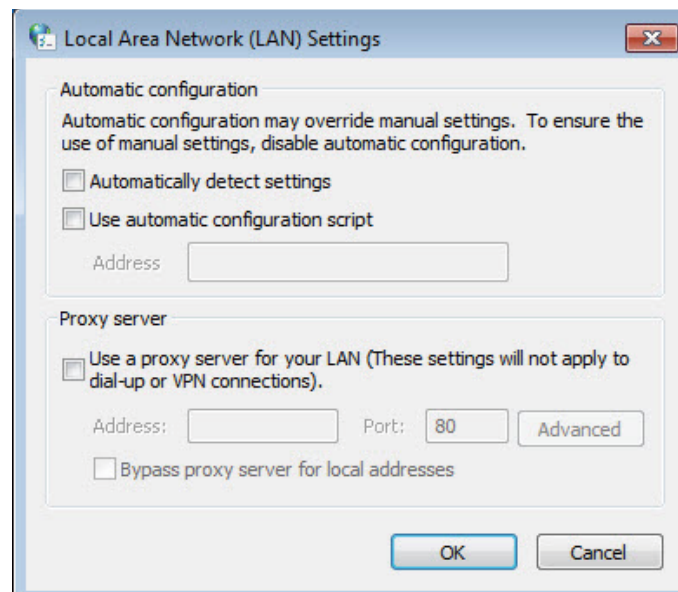 Local Area Network (LAN) Settings
Automatic configuration
Automatic configuration may override manual settings. To ensure the
use of manual settings, disable automatic configuration.
Automatically detect settings
Use automatic configuration script
Address
Proxy server
Use a proxy server for your LAN (These settings will not apply to
dial-up or VPN connections).
Address: Port: 80 Advanced
Bypass proxy server for local addresses
OK Cancel